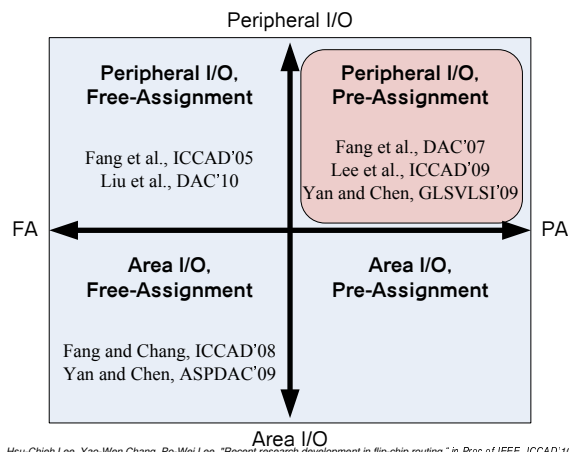 Peripheral I/O
Peripheral I/O,
Free-Assignment
Fang et al., ICCAD'05
Liu et al., DAC'10
Peripheral I/O,
Pre-Assignment
Fang et al., DAC'07
Lee et al., ICCAD'09
Yan and Chen, GLSVLSI'09
FA
PA
Area I/O,
Free-Assignment
Fang and Chang, ICCAD'08
Yan and Chen, ASPDAC'09
Area I/O,
Pre-Assignment
Area I/O
Hsu-Chieh Lee, Yao-Wen Chang, Po-Wei Lee, "Recent research development in flip-chip routing," in Proc of IEEE ICCAD'10